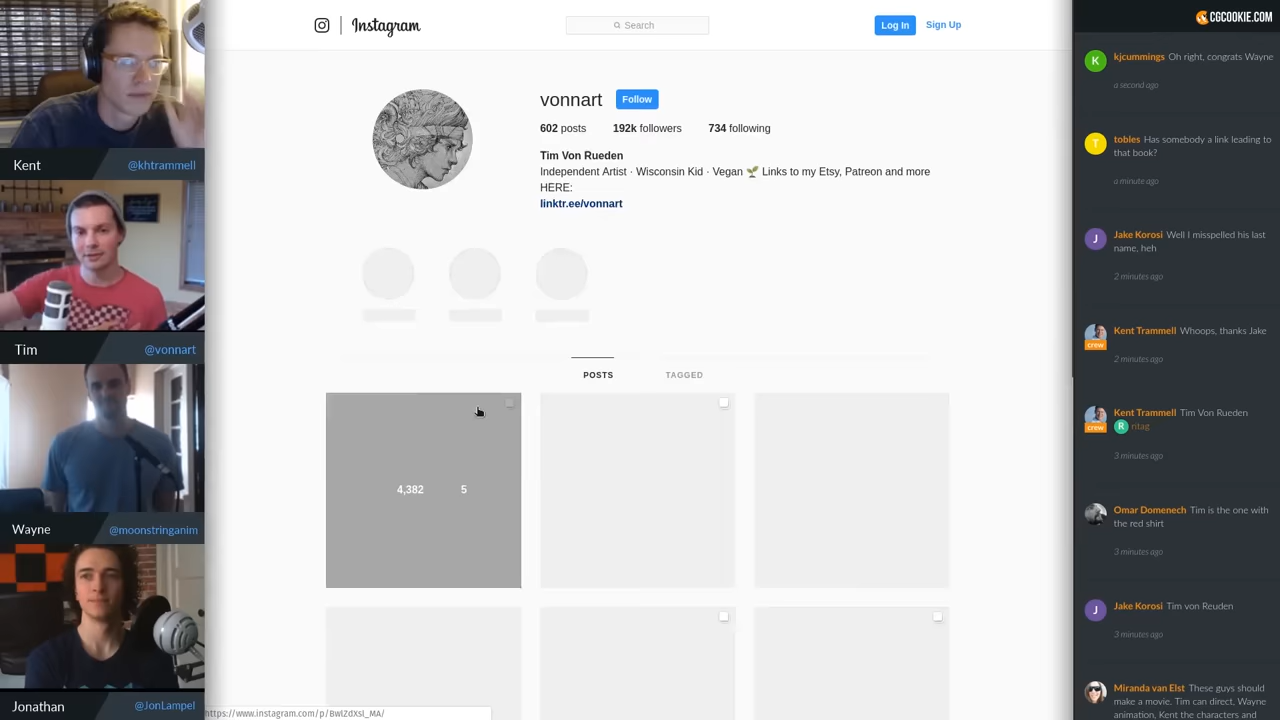 Kent
@khtrammell
Tim
@vonnart
Wayne
@moonstringanim
Jonathan
@JonLampel
Instagram
Search
Log In
Sign Up
vonnart
Follow
602 posts
192k followers
734 following
Tim Von Rueden
Independent Artist · Wisconsin Kid · Vegan 🌱 Links to my Etsy, Patreon and more
HERE:
linktr.ee/vonnart
POSTS
TAGGED
4,382
5
https://www.instagram.com/p/BwlZdXsl_MA/
CGCOOKIE.COM
K
kjcummings Oh right, congrats Wayne
a second ago
T
tobies Has somebody a link leading to
that book?
a minute ago
J
Jake Korosi Well I misspelled his last
name, heh
2 minutes ago
Kent Trammell Whoops, thanks Jake
crew
2 minutes ago
Kent Trammell Tim Von Rueden
crew
R ritag
3 minutes ago
Omar Domenech Tim is the one with
the red shirt
3 minutes ago
J
Jake Korosi Tim von Reuden
3 minutes ago
Miranda van Elst These guys should
make a movie. Tim can direct, Wayne
animation, Kent the characters and